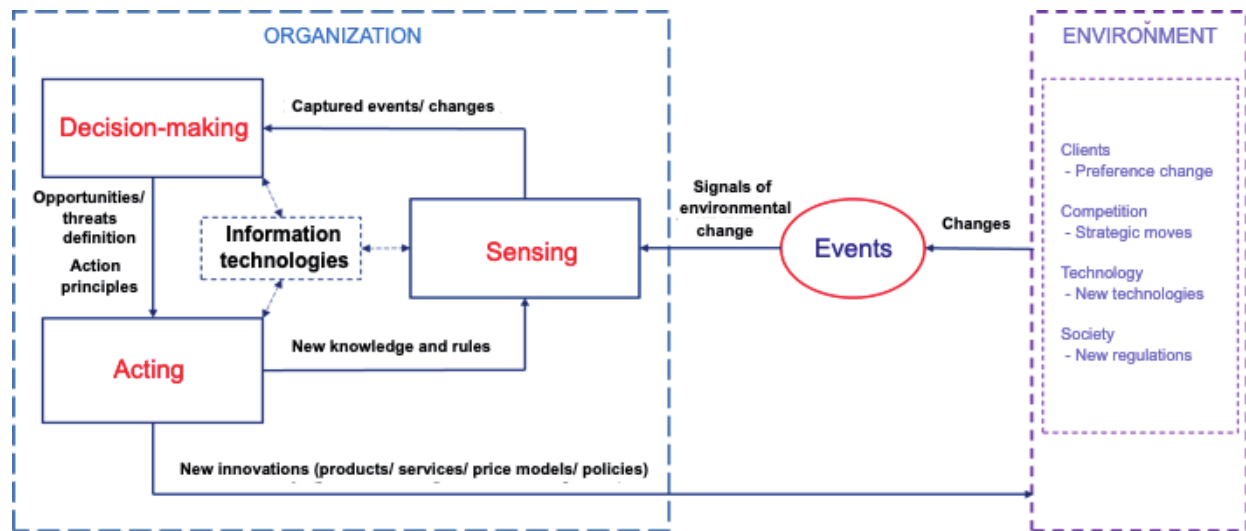 ORGANIZATION
ENVIROŇMENT
Captured events/ changes
Decision-making
Clients
- Preference change
Opportunities/
threats
definition
Action
principles
Information
technologies
Sensing
Signals of
environmental
change
Events
Changes
Competition
- Strategic moves
Technology
- New technologies
Society
- New regulations
Acting
New knowledge and rules
New innovations (products/ services/ price models/ policies)